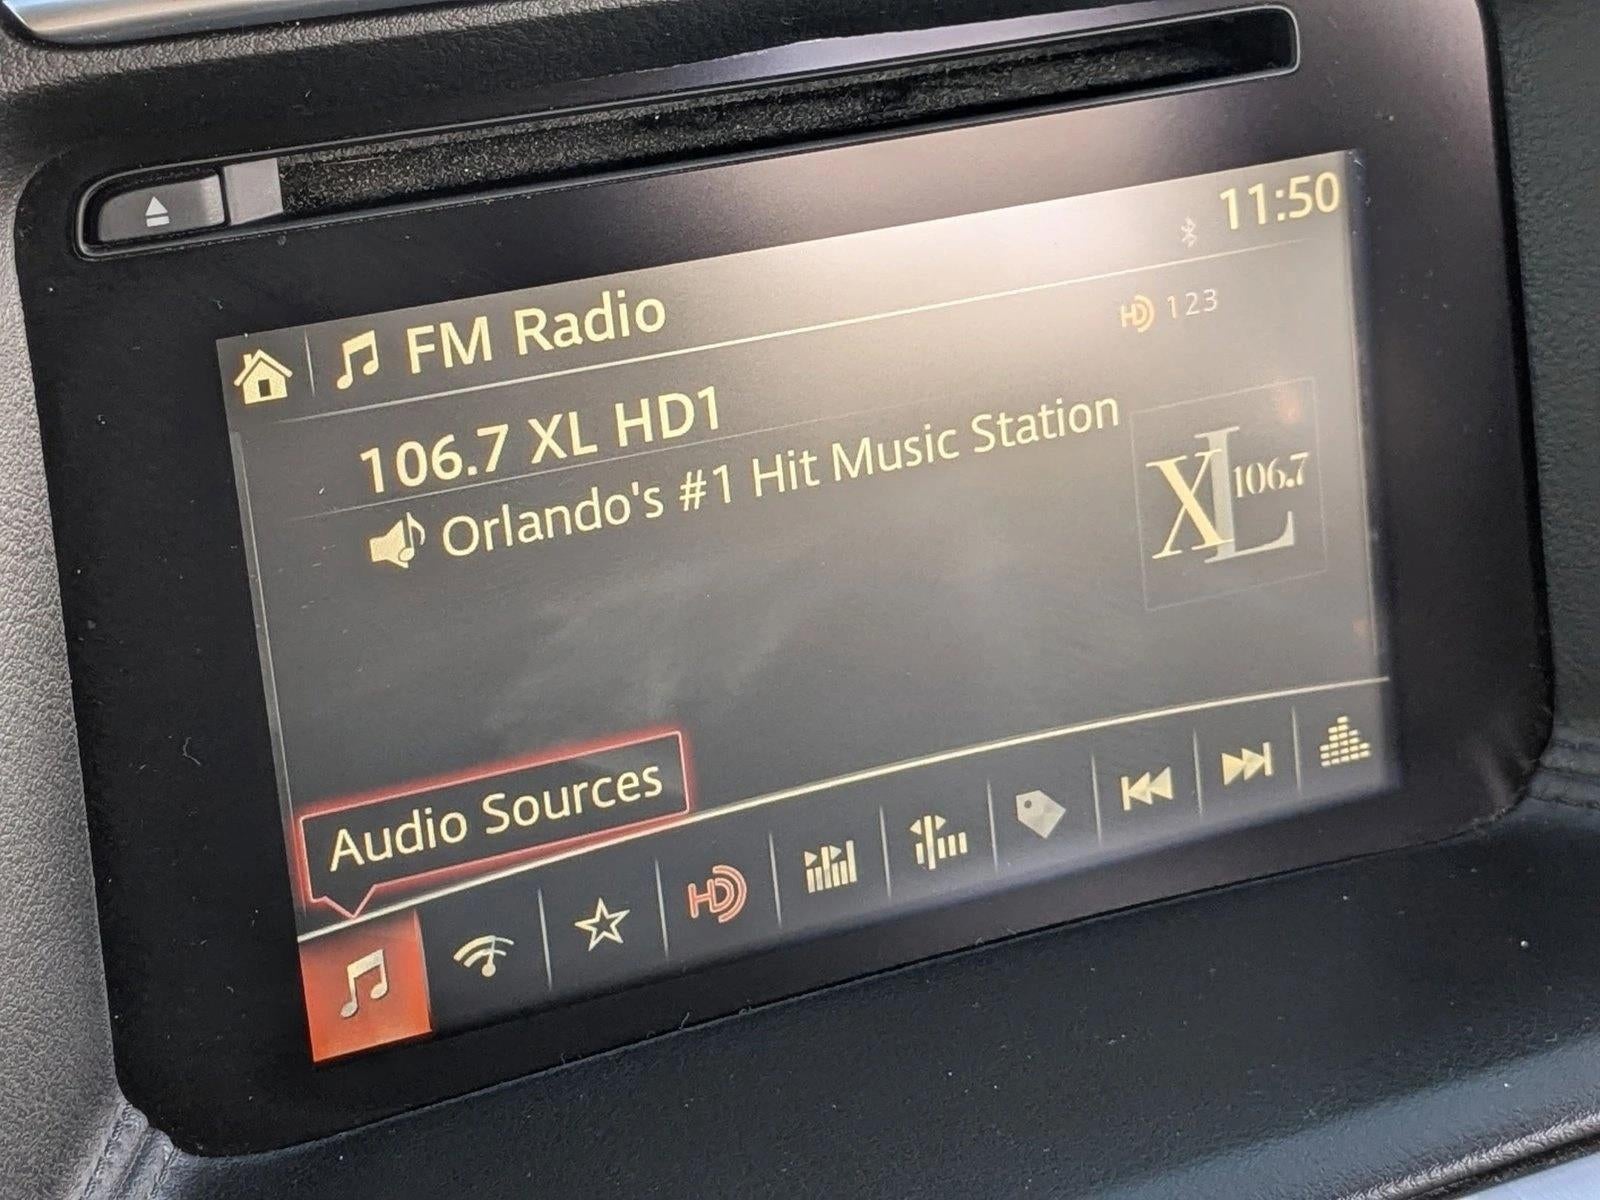 11:50
FM Radio
HD 123
106.7 XL HD1
Orlando's #1 Hit Music Station
XL 106.7
Audio Sources
HD